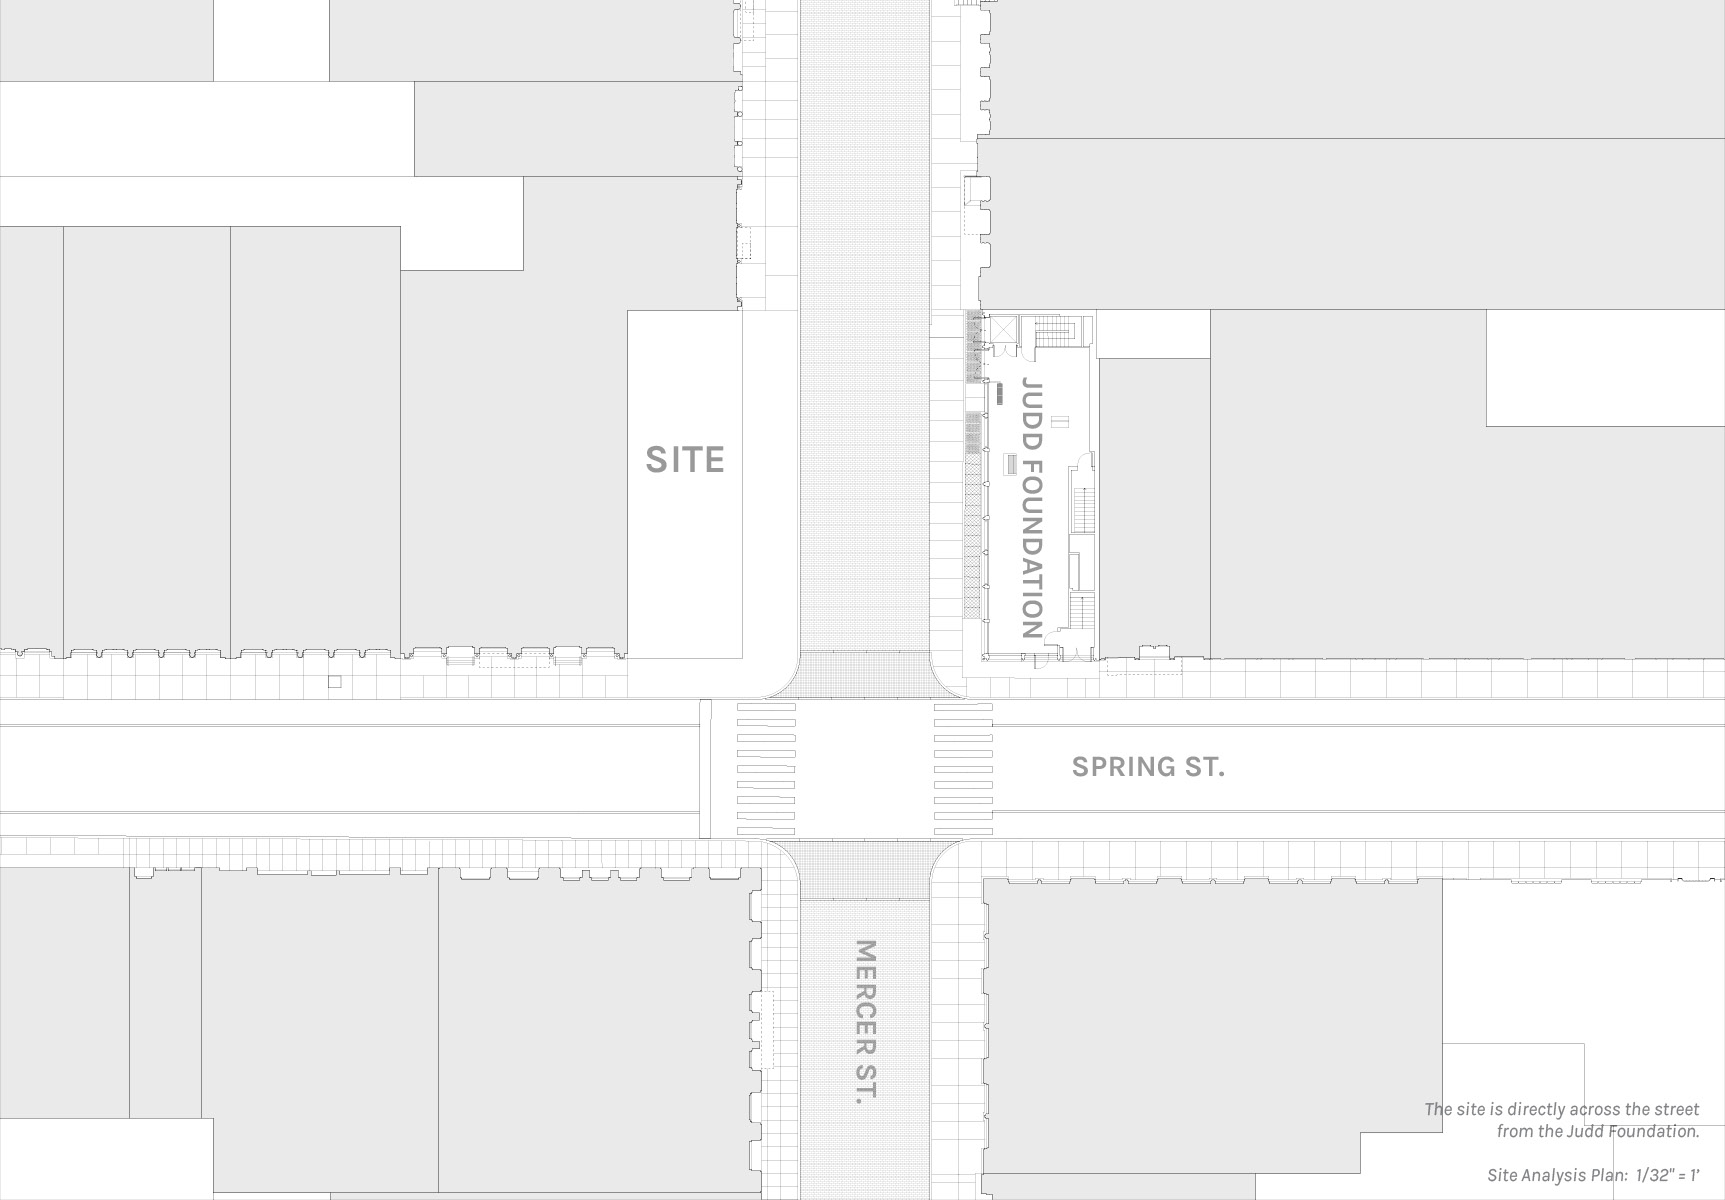 SITE
JUDD FOUNDATION
SPRING ST.
MERCER ST.
The site is directly across the street
from the Judd Foundation.
Site Analysis Plan: 1/32" = 1'